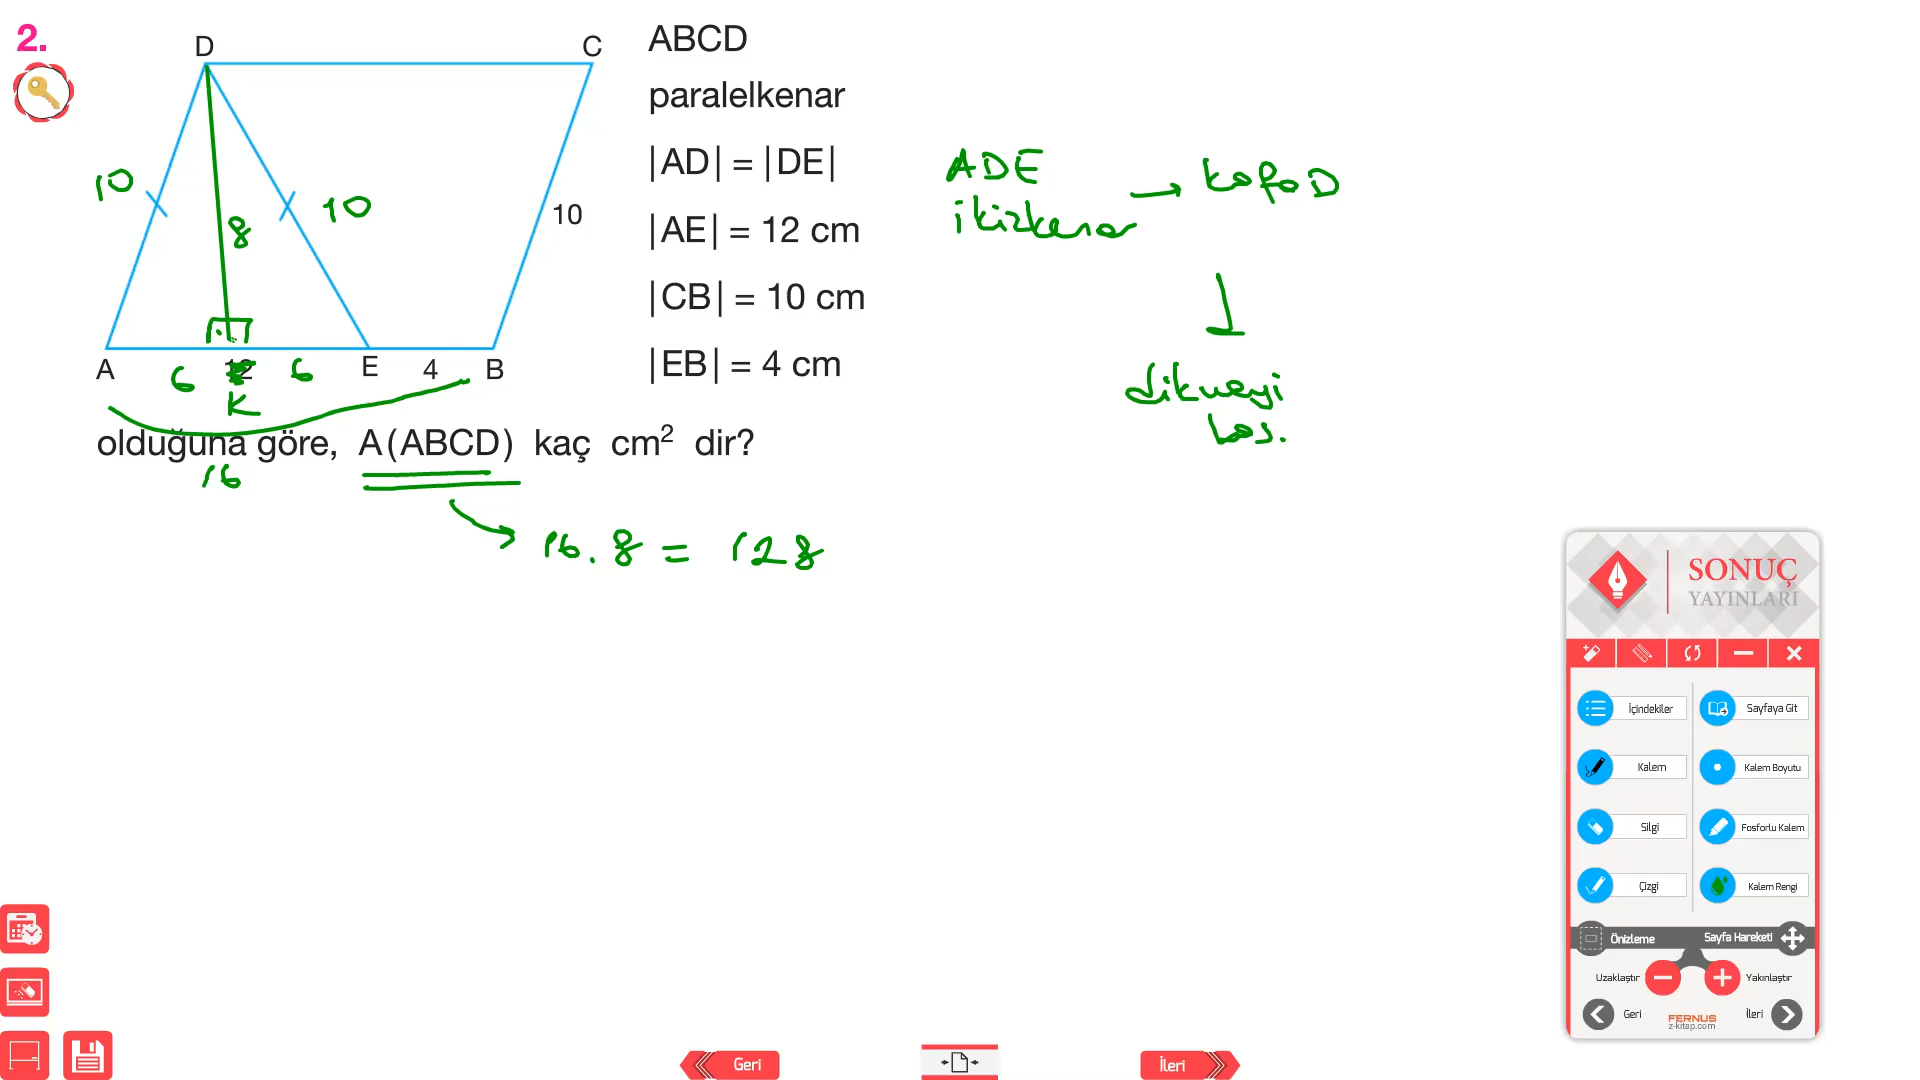 2.
D
C
10
8
10
10
A
6
12
6
E
4
B
K
16
ABCD
paralelkenar
|AD| = |DE|
|AE| = 12 cm
|CB| = 10 cm
|EB| = 4 cm
olduğuna göre, A(ABCD) kaç cm² dir?
16.8 = 128
ADE
ikizkenar
→ kafaD
dikmeyi
bas.
SONUÇ
YAYINLARI
İçindekiler
Sayfaya Git
Kalem
Kalem Boyutu
Silgi
Fosforlu Kalem
Çizgi
Kalem Rengi
Önizleme
Sayfa Hareketi
Uzaklaştır
Yakınlaştır
Geri
FERNUS
z-kitap.com
İleri
Geri
İleri